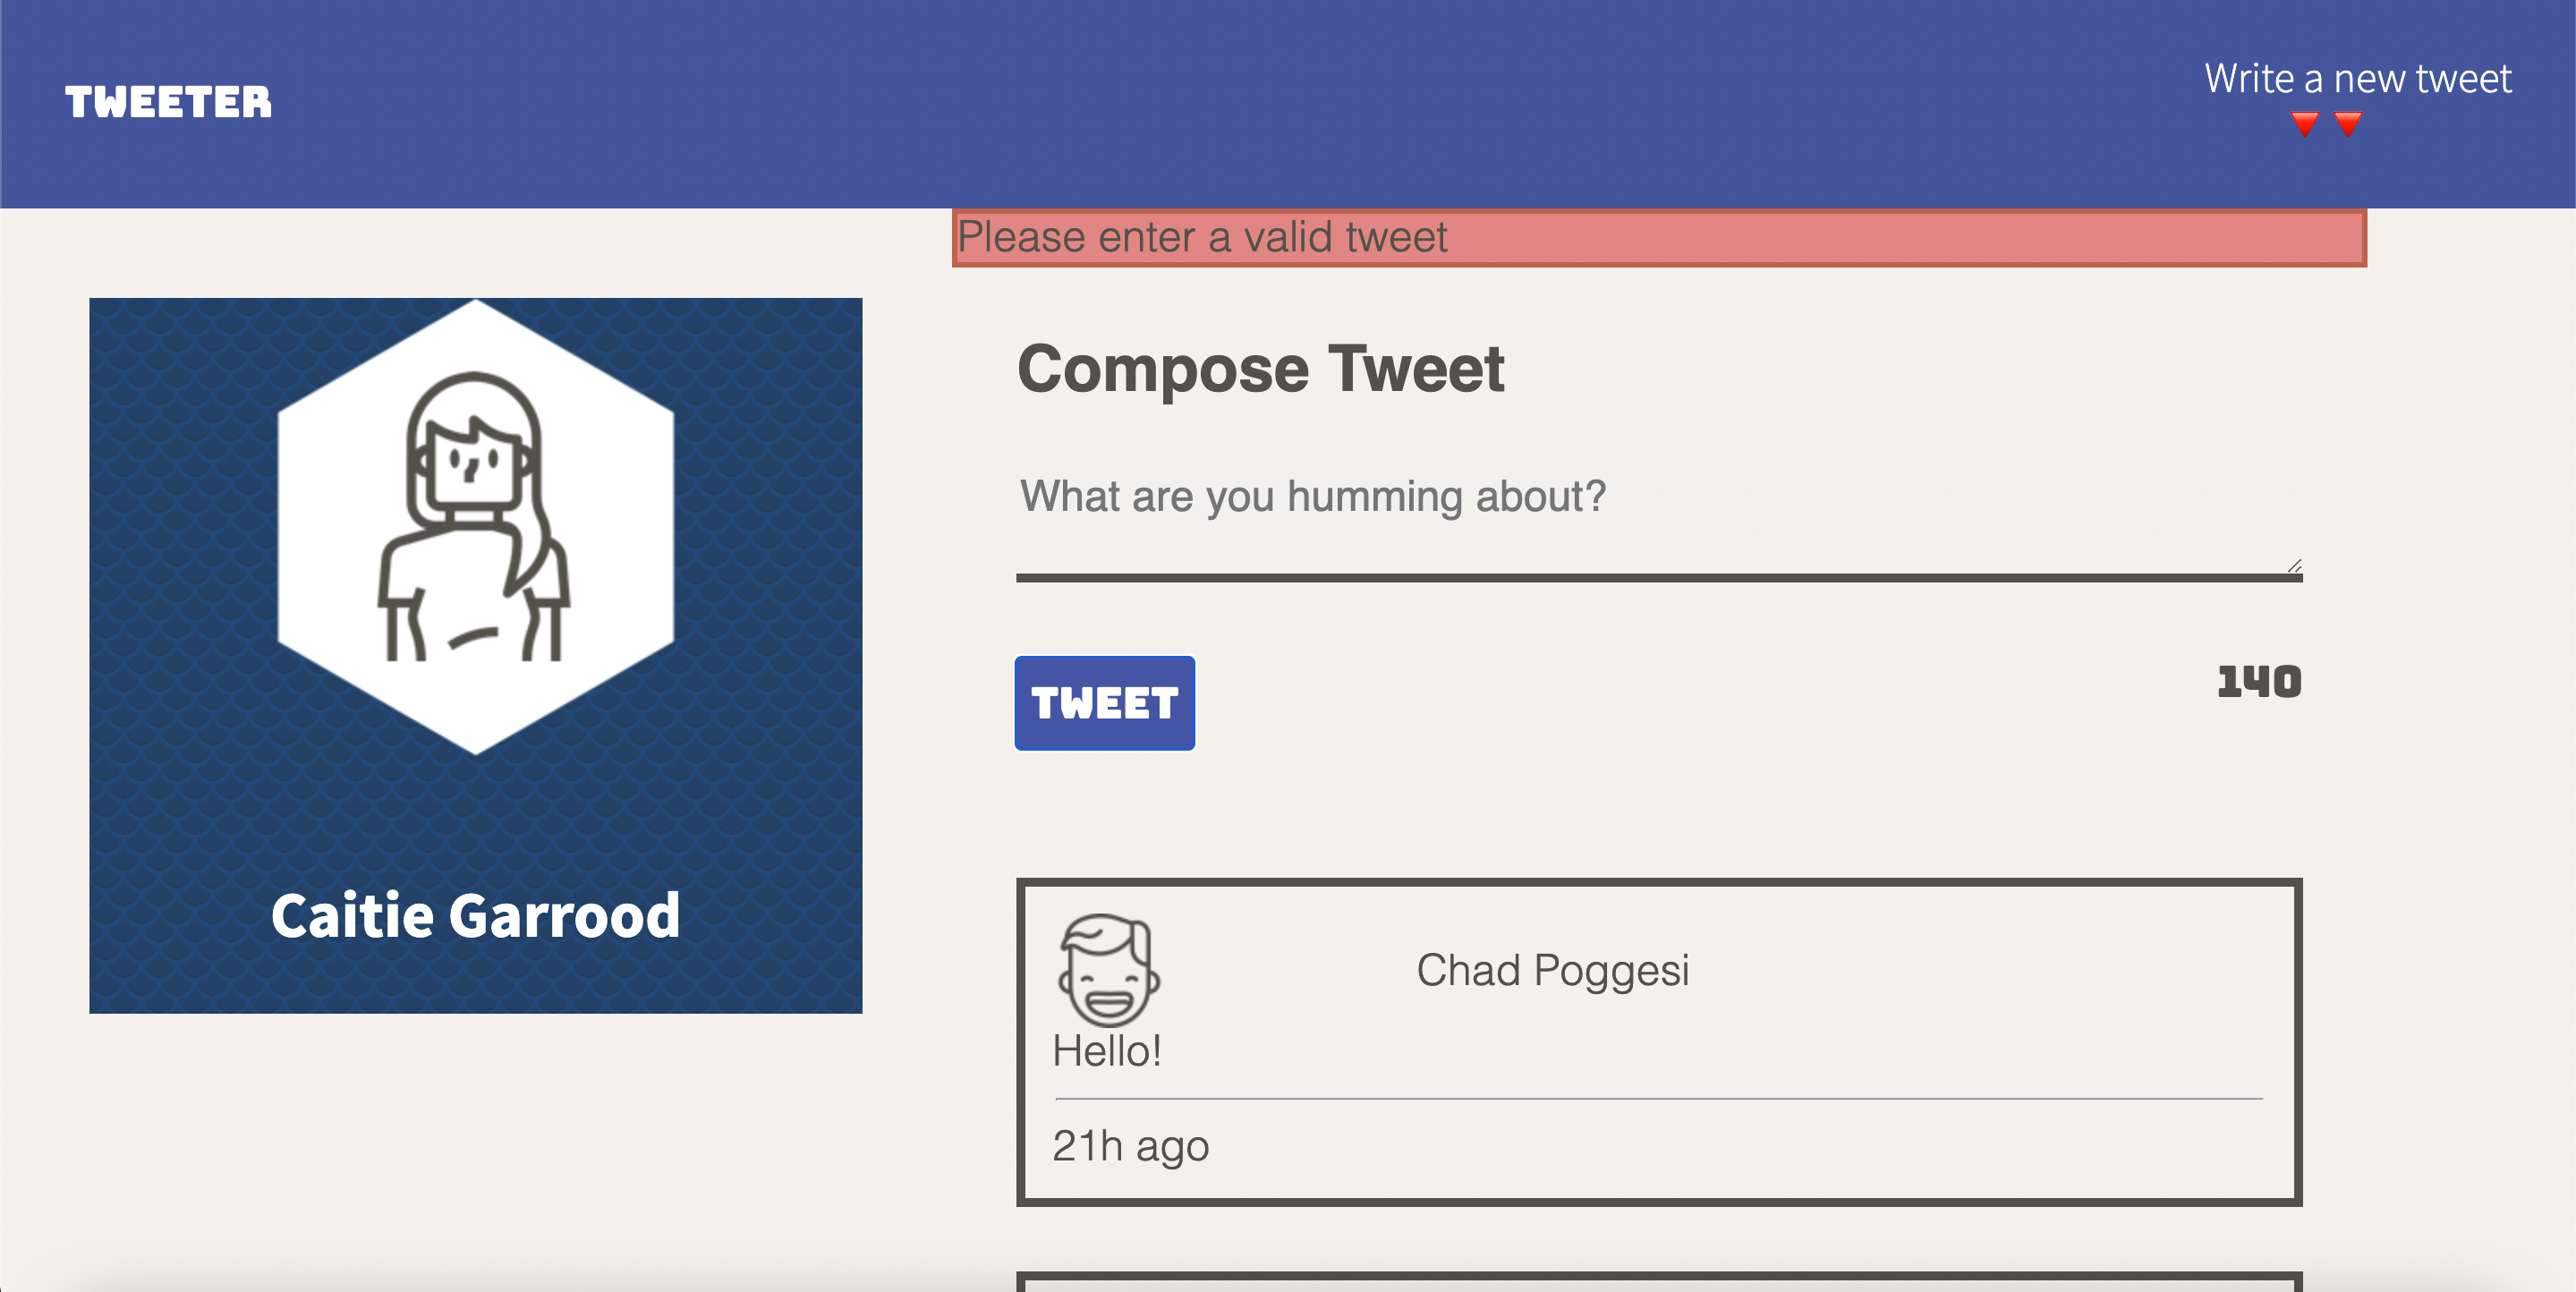 TWEETER
Write a new tweet
Please enter a valid tweet
Compose Tweet
What are you humming about?
TWEET
140
Caitie Garrood
Chad Poggesi
Hello!
21h ago